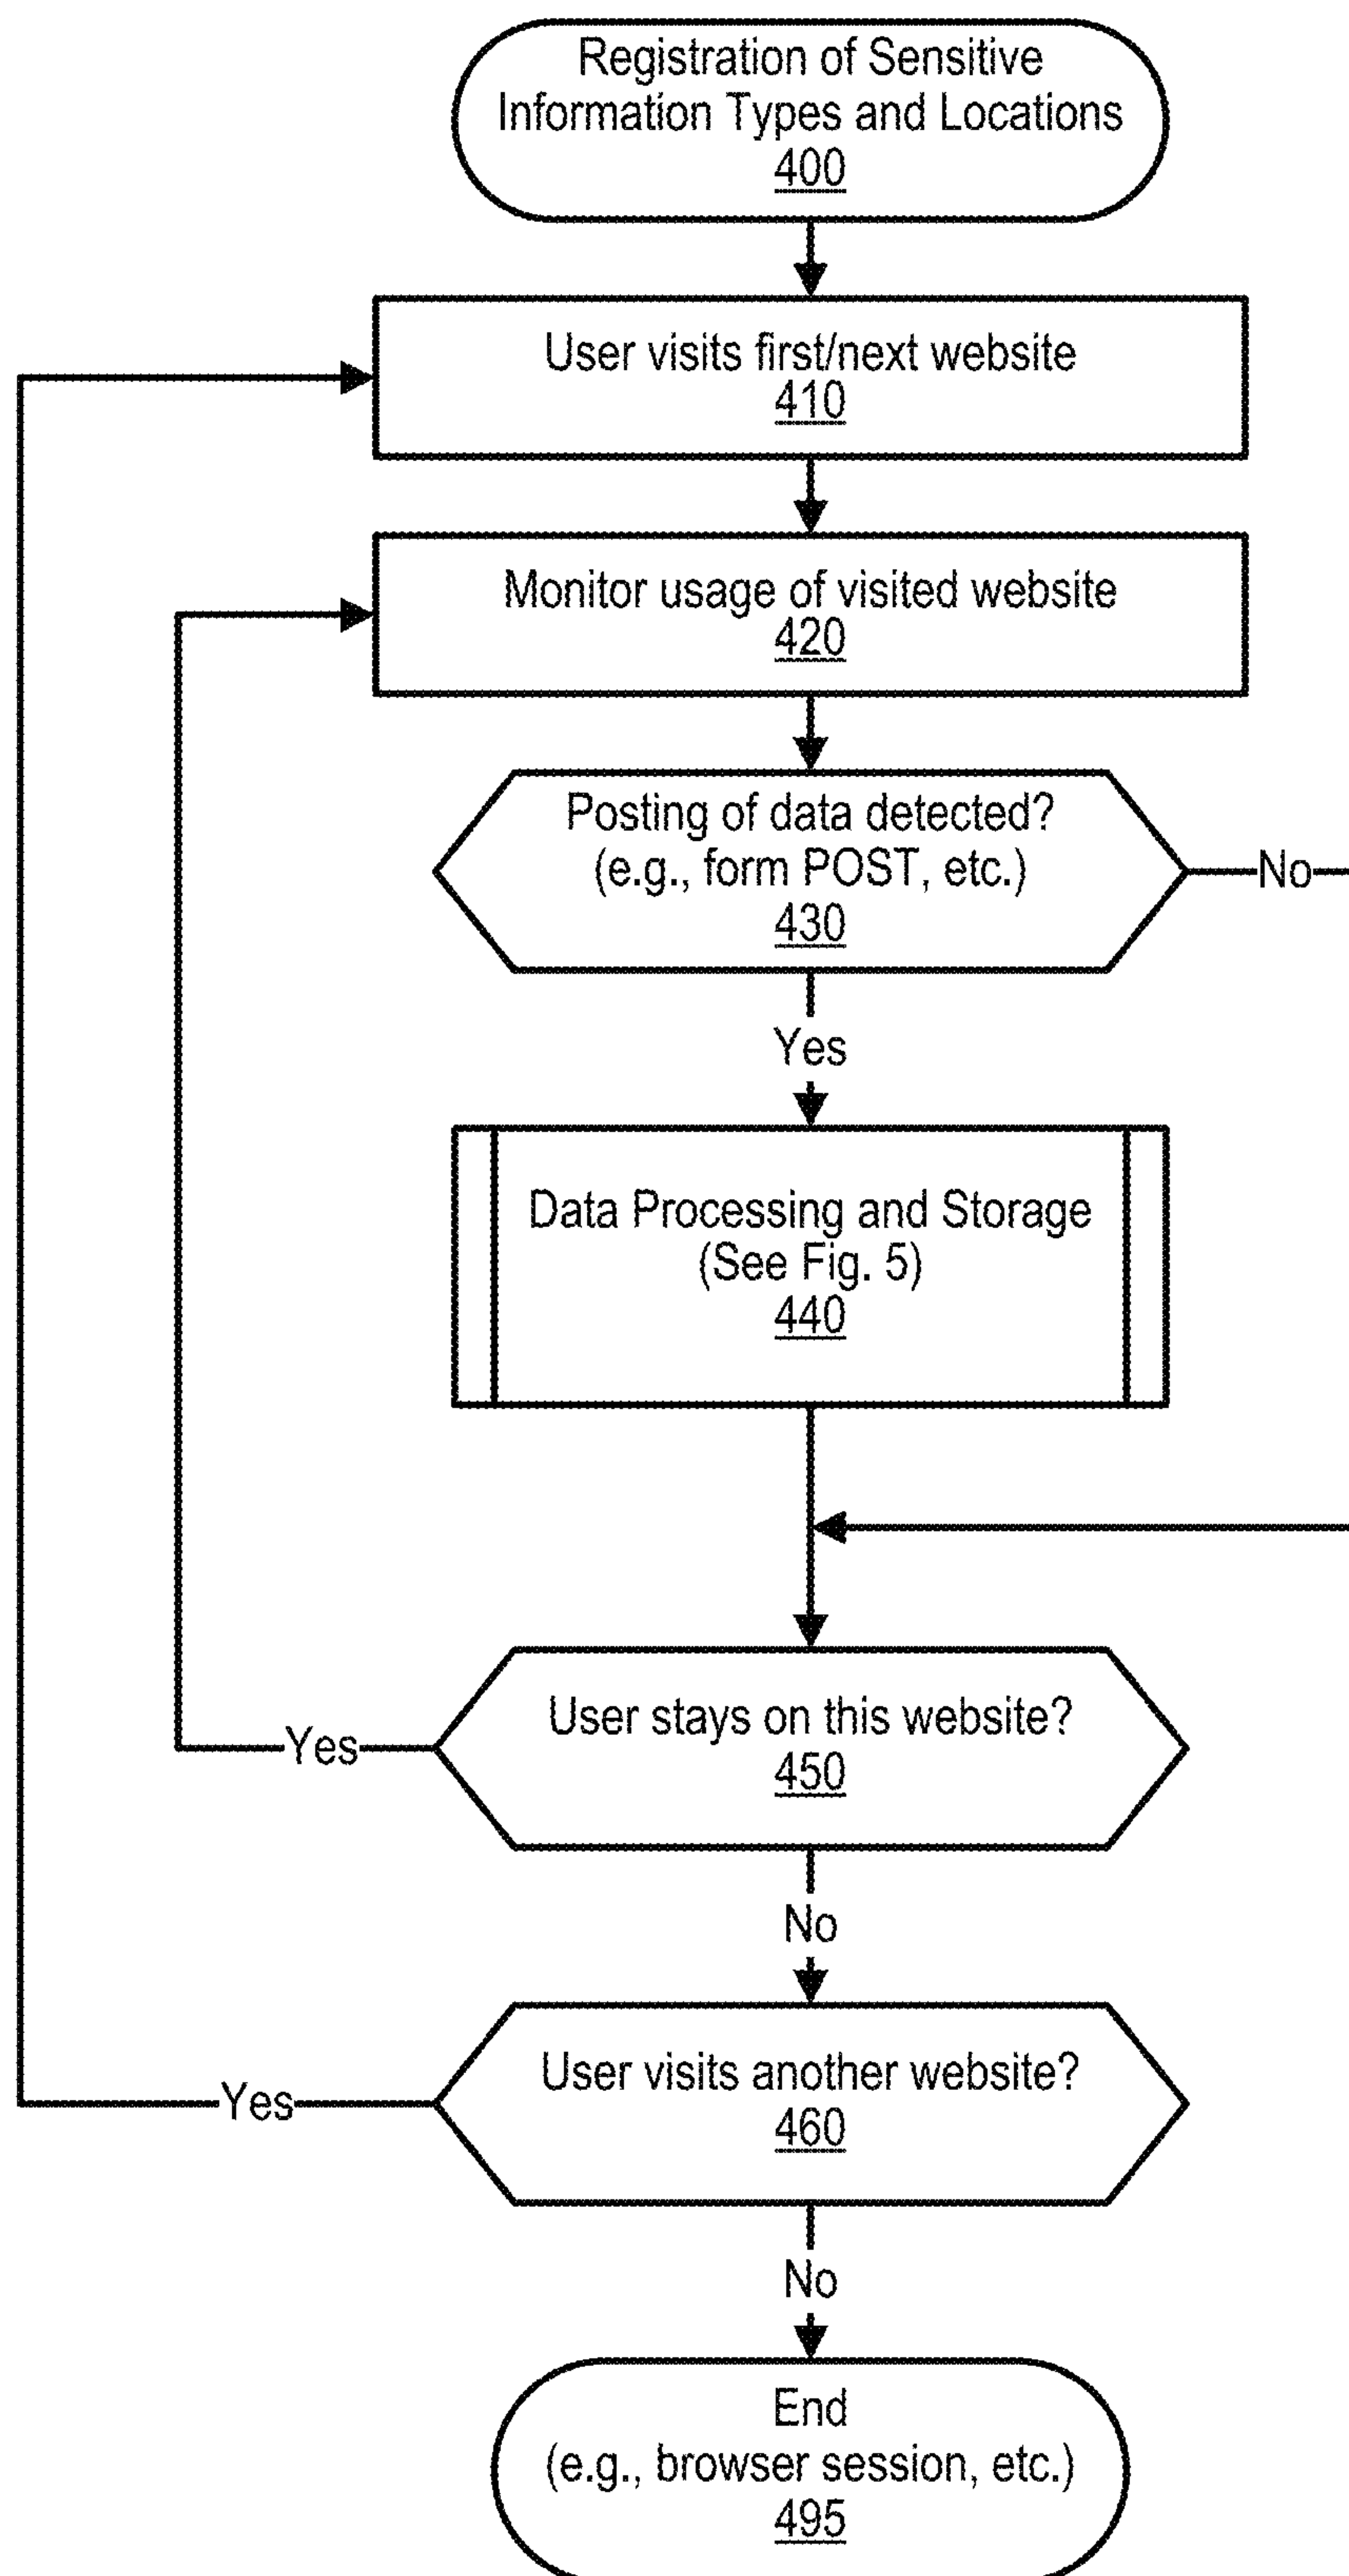 Registration of Sensitive
Information Types and Locations
400
User visits first/next website
410
Monitor usage of visited website
420
Posting of data detected?
(e.g., form POST, etc.)
430
No
Yes
Data Processing and Storage
(See Fig. 5)
440
User stays on this website?
450
Yes
No
User visits another website?
460
Yes
No
End
(e.g., browser session, etc.)
495